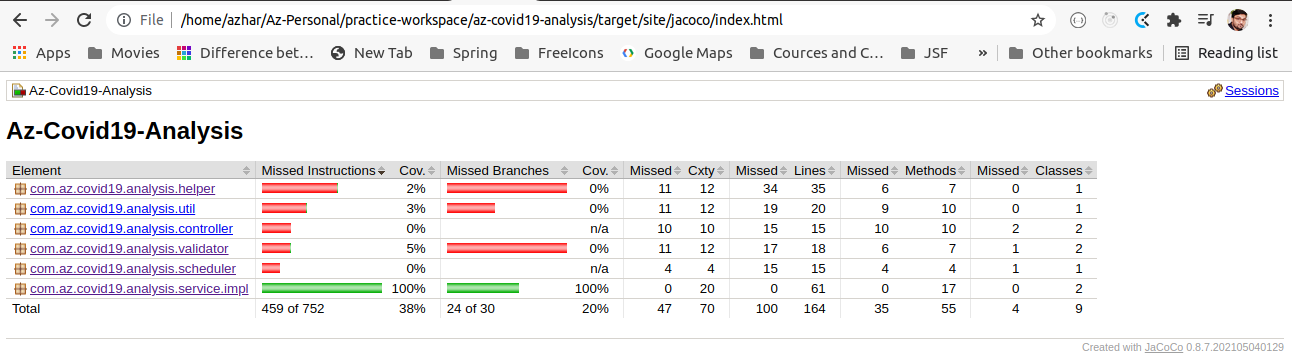 File | /home/azhar/Az-Personal/practice-workspace/az-covid19-analysis/target/site/jacoco/index.html
Apps Movies Difference bet... New Tab Spring FreeIcons Google Maps Cources and C... JSF » Other bookmarks Reading list
Az-Covid19-Analysis Sessions
Az-Covid19-Analysis
Element Missed Instructions Cov. Missed Branches Cov. Missed Cxty Missed Lines Missed Methods Missed Classes
com.az.covid19.analysis.helper 2% 0% 11 12 34 35 6 7 0 1
com.az.covid19.analysis.util 3% 0% 11 12 19 20 9 10 0 1
com.az.covid19.analysis.controller 0% n/a 10 10 15 15 10 10 2 2
com.az.covid19.analysis.validator 5% 0% 11 12 17 18 6 7 1 2
com.az.covid19.analysis.scheduler 0% n/a 4 4 15 15 4 4 1 1
com.az.covid19.analysis.service.impl 100% 100% 0 20 0 61 0 17 0 2
Total 459 of 752 38% 24 of 30 20% 47 70 100 164 35 55 4 9
Created with JaCoCo 0.8.7.202105040129